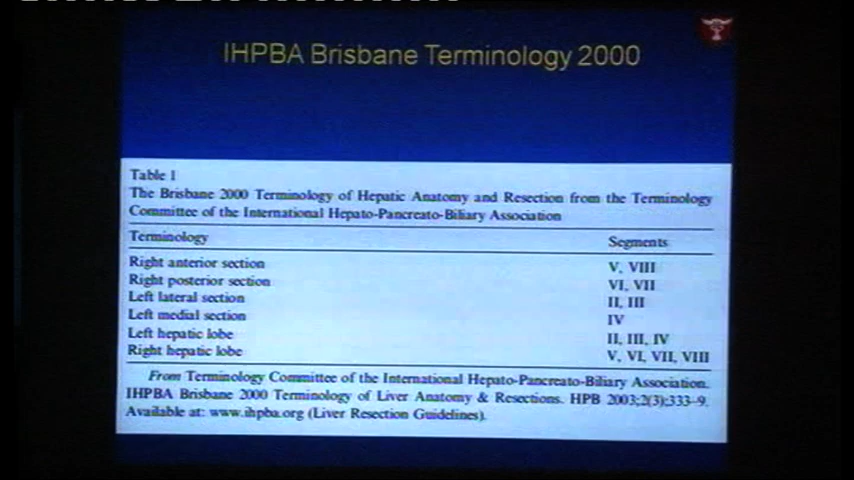 IHPBA Brisbane Terminology 2000
Table 1
The Brisbane 2000 Terminology of Hepatic Anatomy and Resection from the Terminology
Committee of the International Hepato-Pancreato-Biliary Association
Terminology Segments
Right anterior section V, VIII
Right posterior section VI, VII
Left lateral section II, III
Left medial section IV
Left hepatic lobe II, III, IV
Right hepatic lobe V, VI, VII, VIII
From Terminology Committee of the International Hepato-Pancreato-Biliary Association.
IHPBA Brisbane 2000 Terminology of Liver Anatomy & Resections. HPB 2003;2(3):333–9.
Available at: www.ihpba.org (Liver Resection Guidelines).